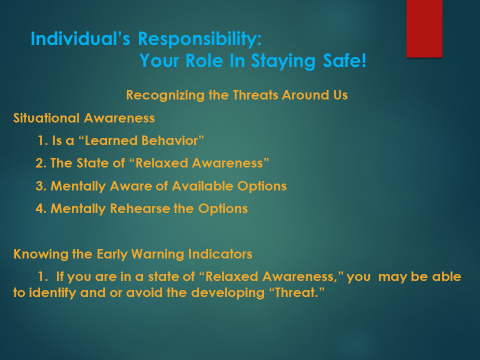 Individual’s Responsibility:
Your Role In Staying Safe!
Recognizing the Threats Around Us
Situational Awareness
1. Is a “Learned Behavior”
2. The State of “Relaxed Awareness”
3. Mentally Aware of Available Options
4. Mentally Rehearse the Options
Knowing the Early Warning Indicators
1. If you are in a state of “Relaxed Awareness,” you may be able
to identify and or avoid the developing “Threat.”